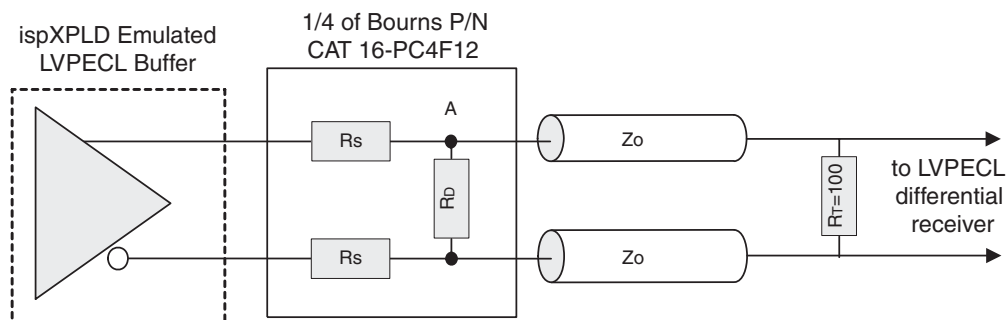 ispXPLD Emulated
LVPECL Buffer
1/4 of Bourns P/N
CAT 16-PC4F12
A
Rs
RD
Rs
Zo
Zo
RT=100
to LVPECL
differential
receiver